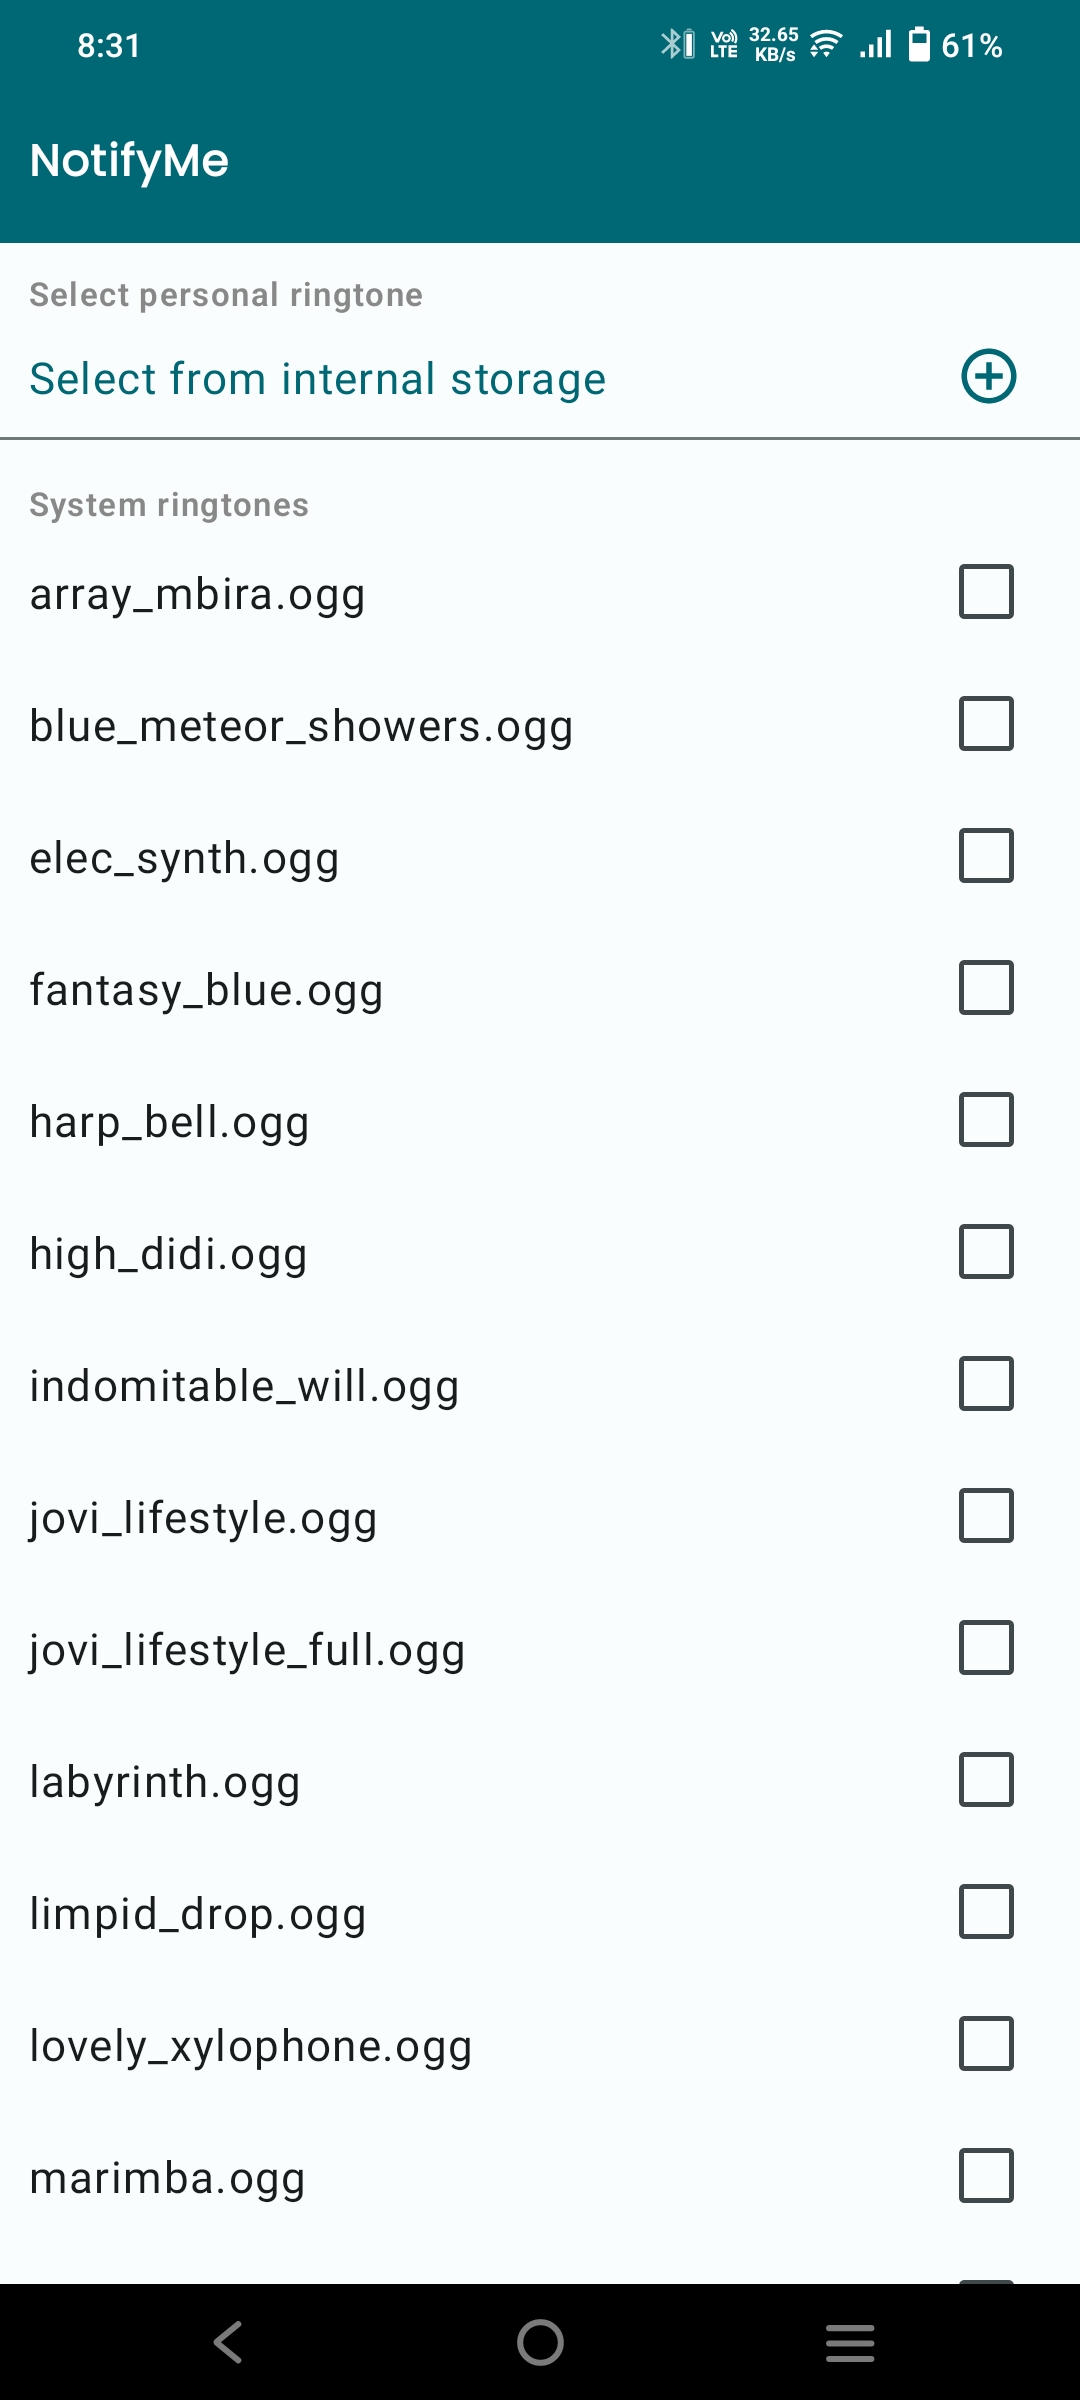 8:31
Vo) LTE 32.65 KB/s 61%
NotifyMe
Select personal ringtone
Select from internal storage
System ringtones
array_mbira.ogg
blue_meteor_showers.ogg
elec_synth.ogg
fantasy_blue.ogg
harp_bell.ogg
high_didi.ogg
indomitable_will.ogg
jovi_lifestyle.ogg
jovi_lifestyle_full.ogg
labyrinth.ogg
limpid_drop.ogg
lovely_xylophone.ogg
marimba.ogg